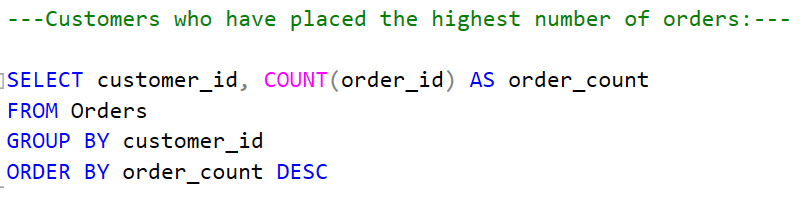 ---Customers who have placed the highest number of orders:---
SELECT customer_id, COUNT(order_id) AS order_count
FROM Orders
GROUP BY customer_id
ORDER BY order_count DESC